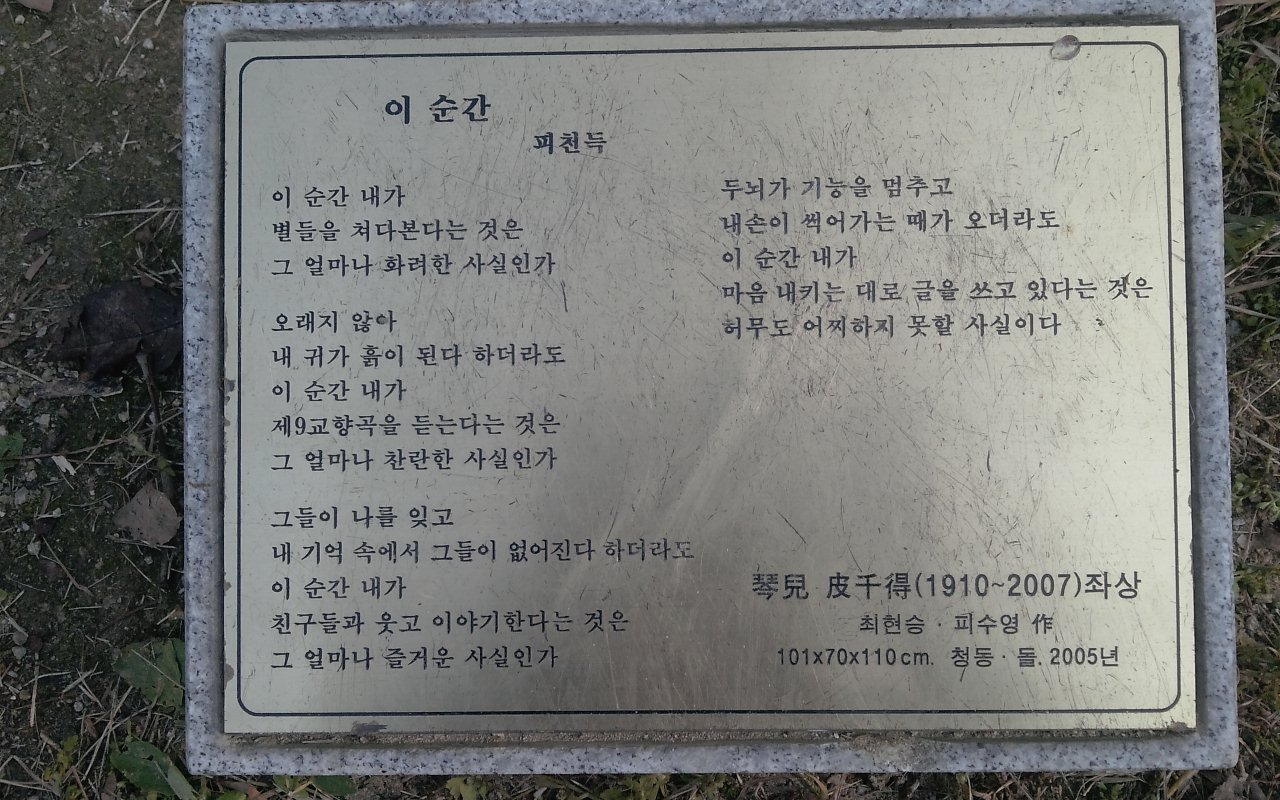 이 순간
피천득
이 순간 내가
별들을 쳐다본다는 것은
그 얼마나 화려한 사실인가
오래지 않아
내 귀가 흙이 된다 하더라도
이 순간 내가
제9교향곡을 듣는다는 것은
그 얼마나 찬란한 사실인가
그들이 나를 잊고
내 기억 속에서 그들이 없어진다 하더라도
이 순간 내가
친구들과 웃고 이야기한다는 것은
그 얼마나 즐거운 사실인가
두뇌가 기능을 멈추고
내손이 썩어가는 때가 오더라도
이 순간 내가
마음 내키는 대로 글을 쓰고 있다는 것은
허무도 어찌하지 못할 사실이다
琴兒 皮千得(1910~2007)좌상
최현승 · 피수영 作
101x70x110cm. 청동 · 돌. 2005년